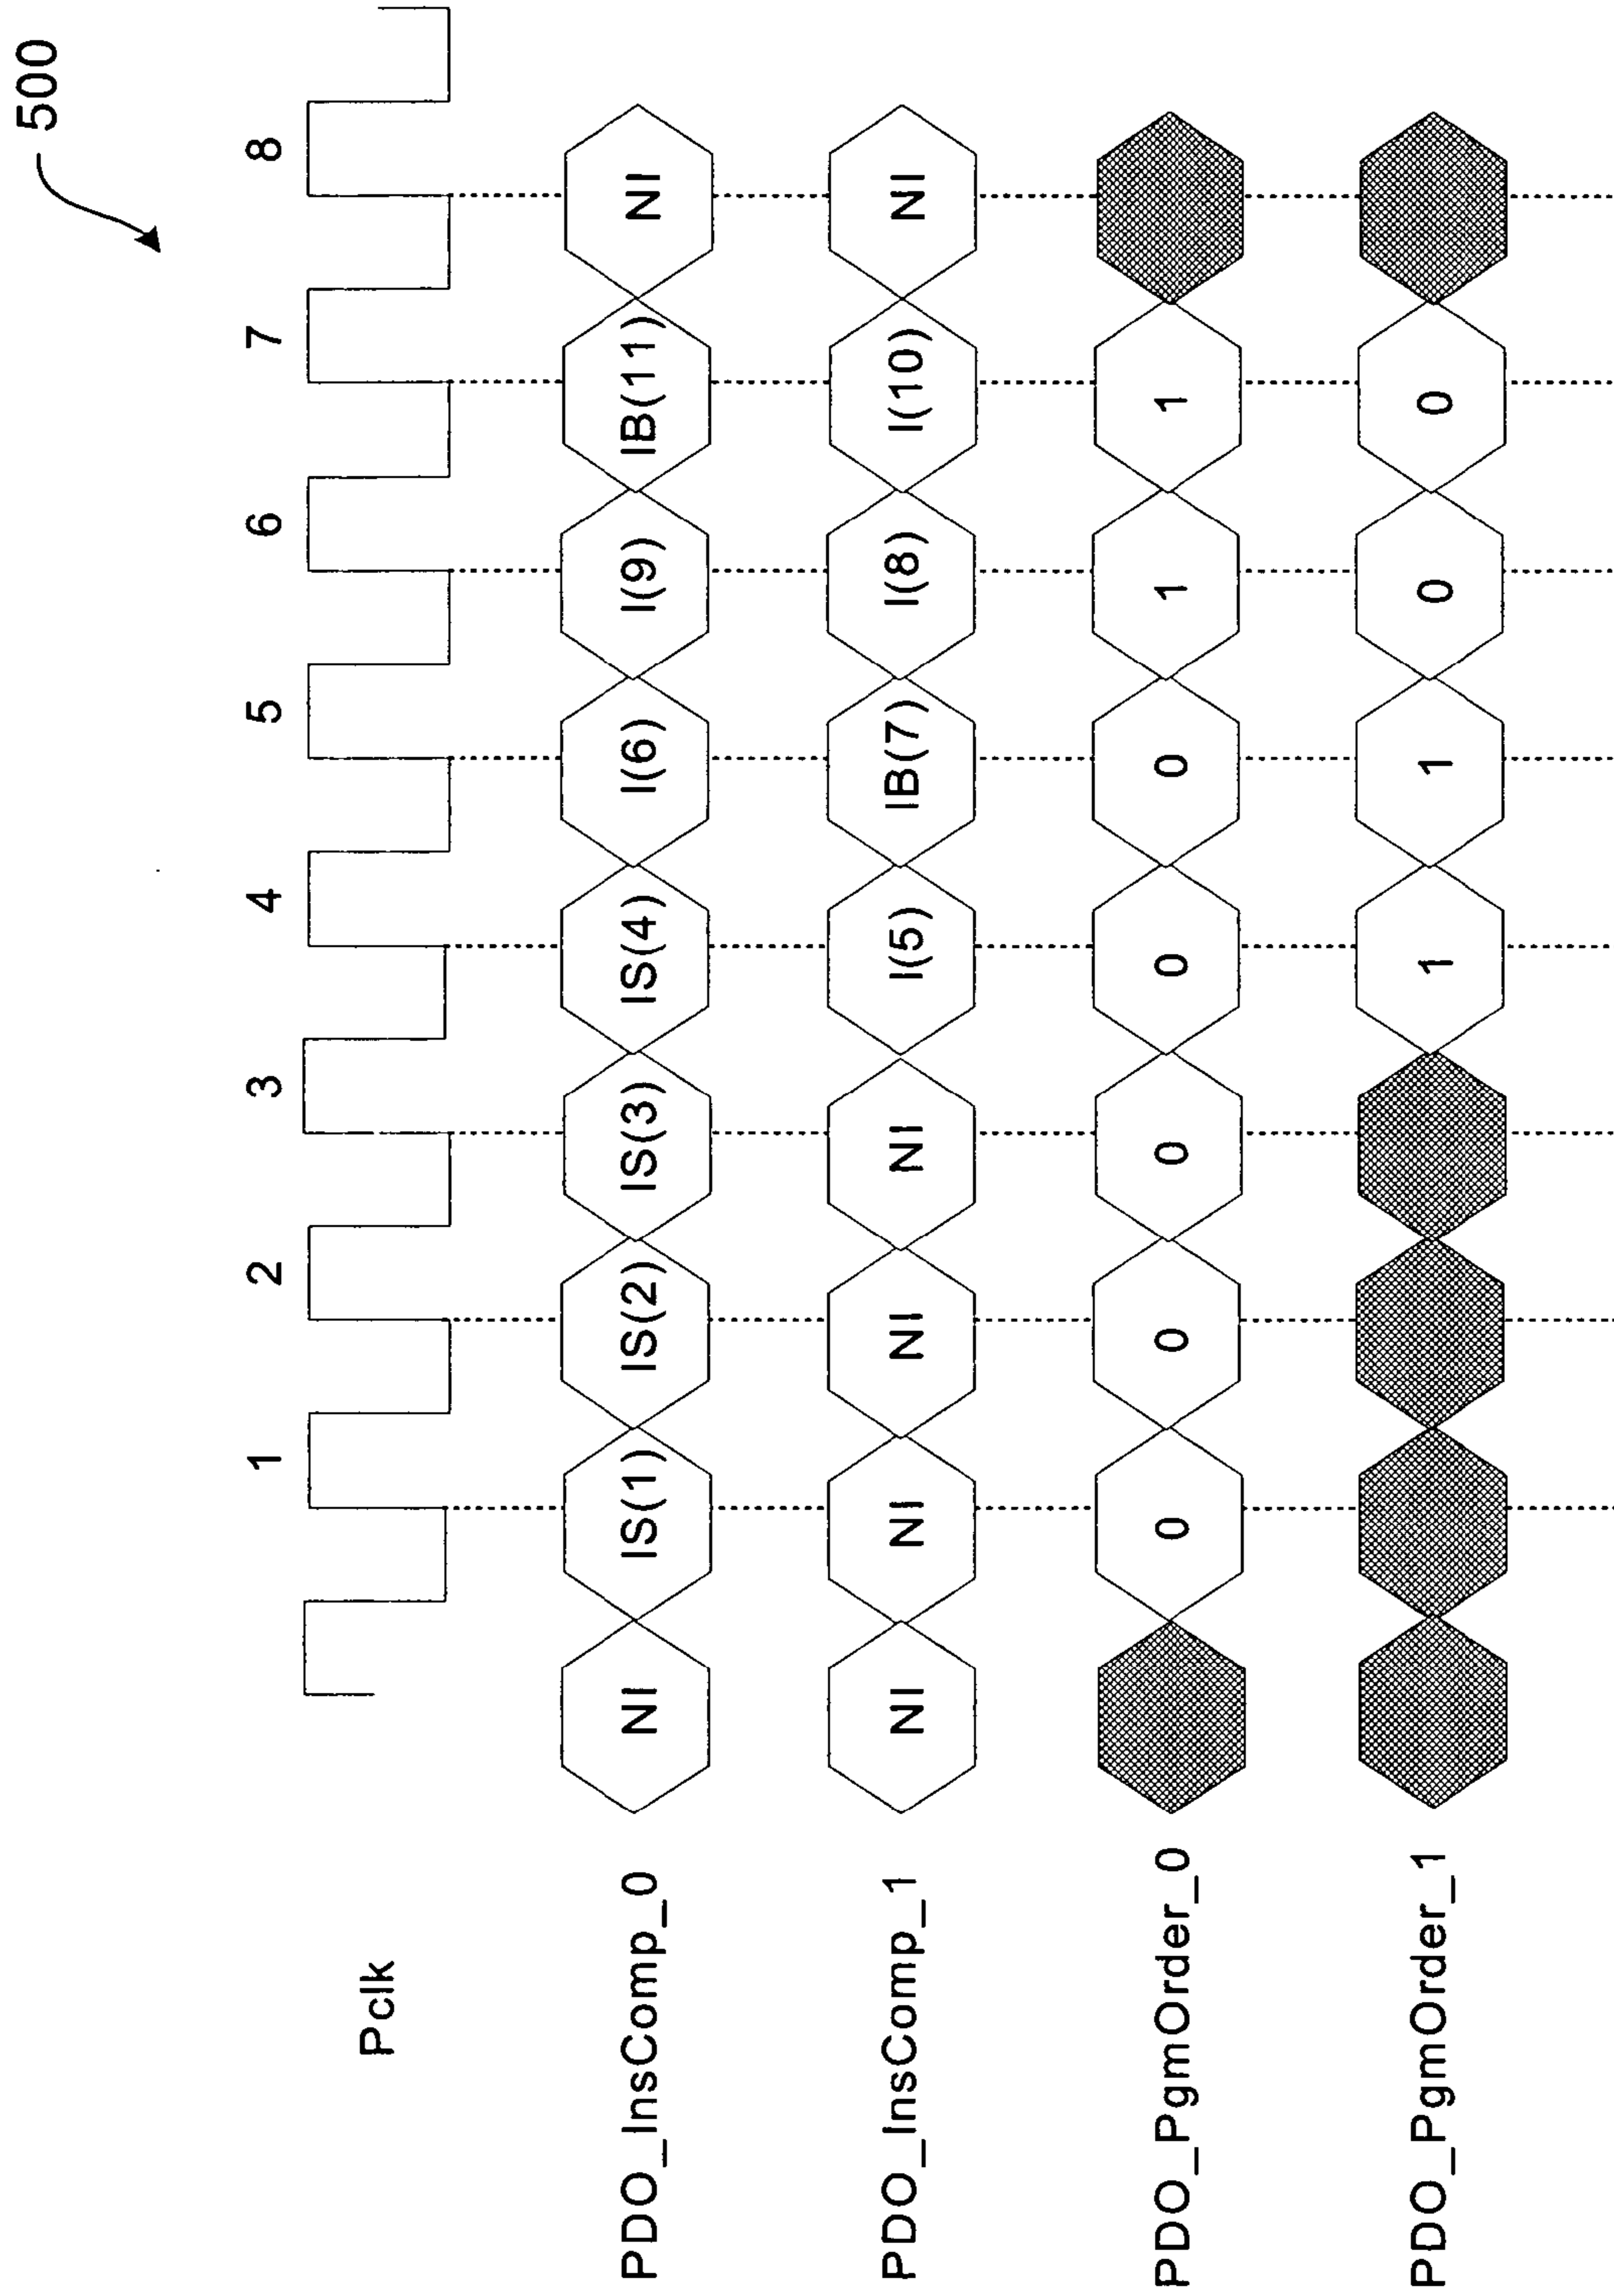 500
1 2 3 4 5 6 7 8
Pclk
PDO_InsComp_0 NI IS(1) IS(2) IS(3) IS(4) I(6) I(9) IB(11) NI
PDO_InsComp_1 NI NI NI NI I(5) IB(7) I(8) I(10) NI
PDO_PgmOrder_0 0 0 0 0 0 1 1
PDO_PgmOrder_1 1 1 0 0